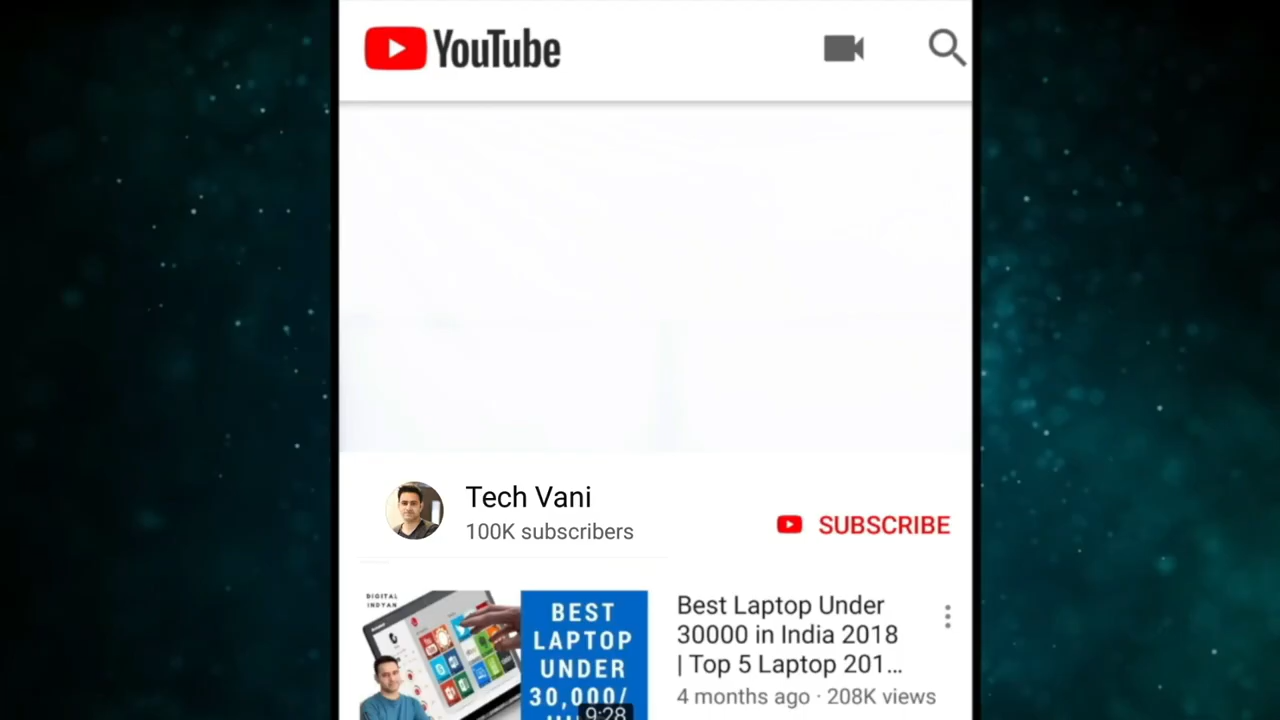 YouTube
Tech Vani
100K subscribers
SUBSCRIBE
DIGITAL
INDYAN
BEST
LAPTOP
UNDER
30,000/
9:28
Best Laptop Under
30000 in India 2018
| Top 5 Laptop 201...
4 months ago · 208K views